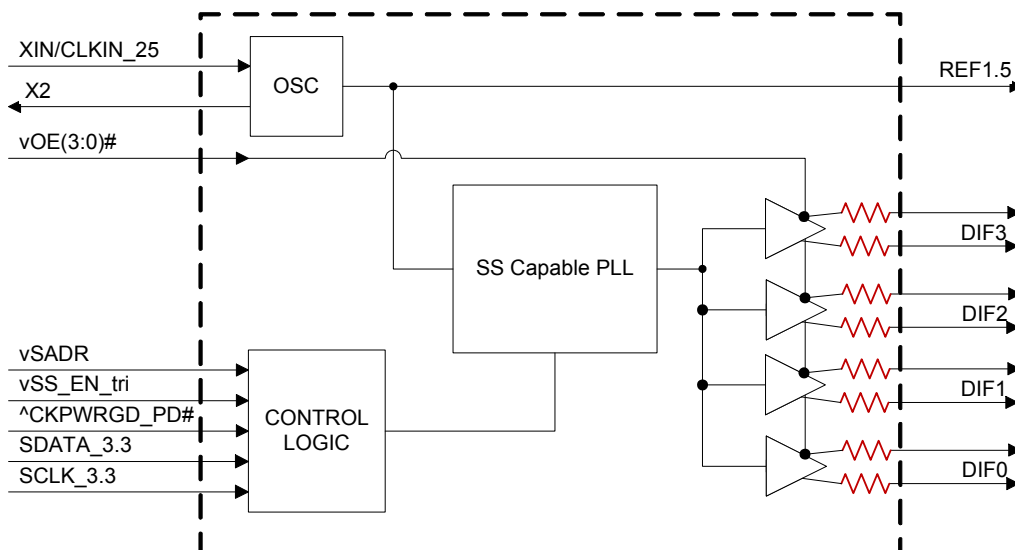 XIN/CLKIN_25
OSC
REF1.5
X2
vOE(3:0)#
SS Capable PLL
DIF3
DIF2
DIF1
DIF0
vSADR
vSS_EN_tri
^CKPWRGD_PD#
SDATA_3.3
SCLK_3.3
CONTROL
LOGIC